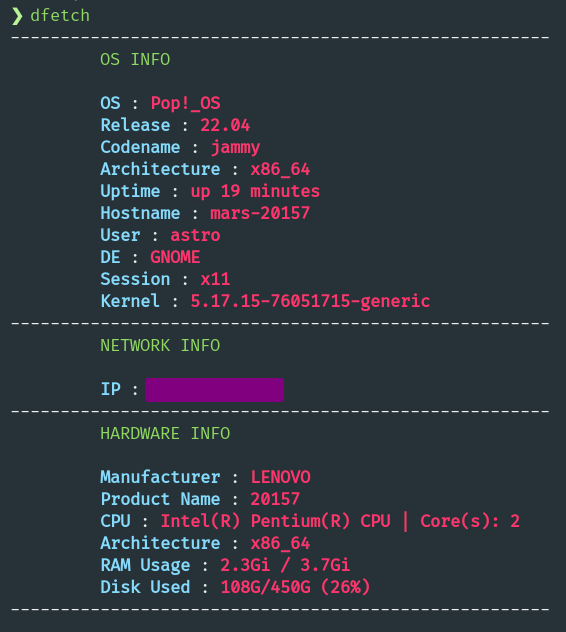 ❯ dfetch
------------------------------------------------------
OS INFO
OS : Pop!_OS
Release : 22.04
Codename : jammy
Architecture : x86_64
Uptime : up 19 minutes
Hostname : mars-20157
User : astro
DE : GNOME
Session : x11
Kernel : 5.17.15-76051715-generic
------------------------------------------------------
NETWORK INFO
IP :
------------------------------------------------------
HARDWARE INFO
Manufacturer : LENOVO
Product Name : 20157
CPU : Intel(R) Pentium(R) CPU | Core(s): 2
Architecture : x86_64
RAM Usage : 2.3Gi / 3.7Gi
Disk Used : 108G/450G (26%)
------------------------------------------------------